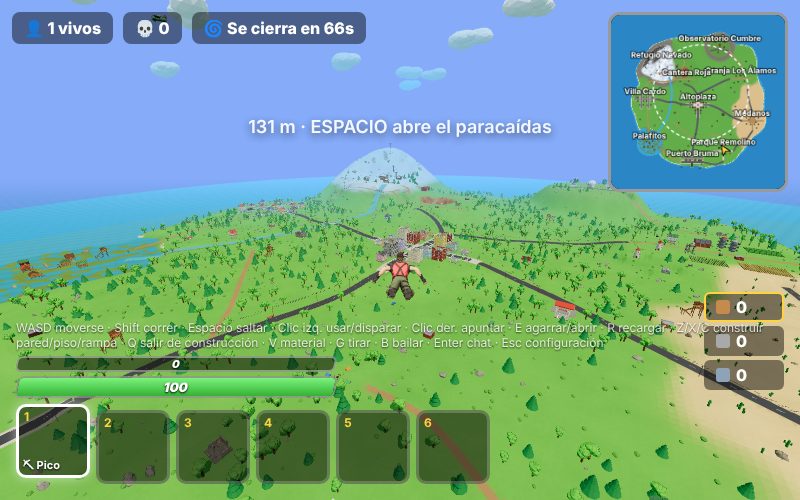 1 vivos
0
Se cierra en 66s
Observatorio Cumbre
Refugio Nevado
Cantera Roja
Granja Los Álamos
Villa Cardo
Altoplaza
Médanos
Palafitos
Parque Remolino
Puerto Bruma
131 m · ESPACIO abre el paracaídas
0
WASD moverse · Shift correr · Espacio saltar · Clic izq. usar/disparar · Clic der. apuntar · E agarrar/abrir · R recargar · Z/X/C construir
pared/piso/rampa · Q salir de construcción · V material · G tirar · B bailar · Enter chat · Esc configuración
0
0
0
100
1
2
3
4
5
6
Pico